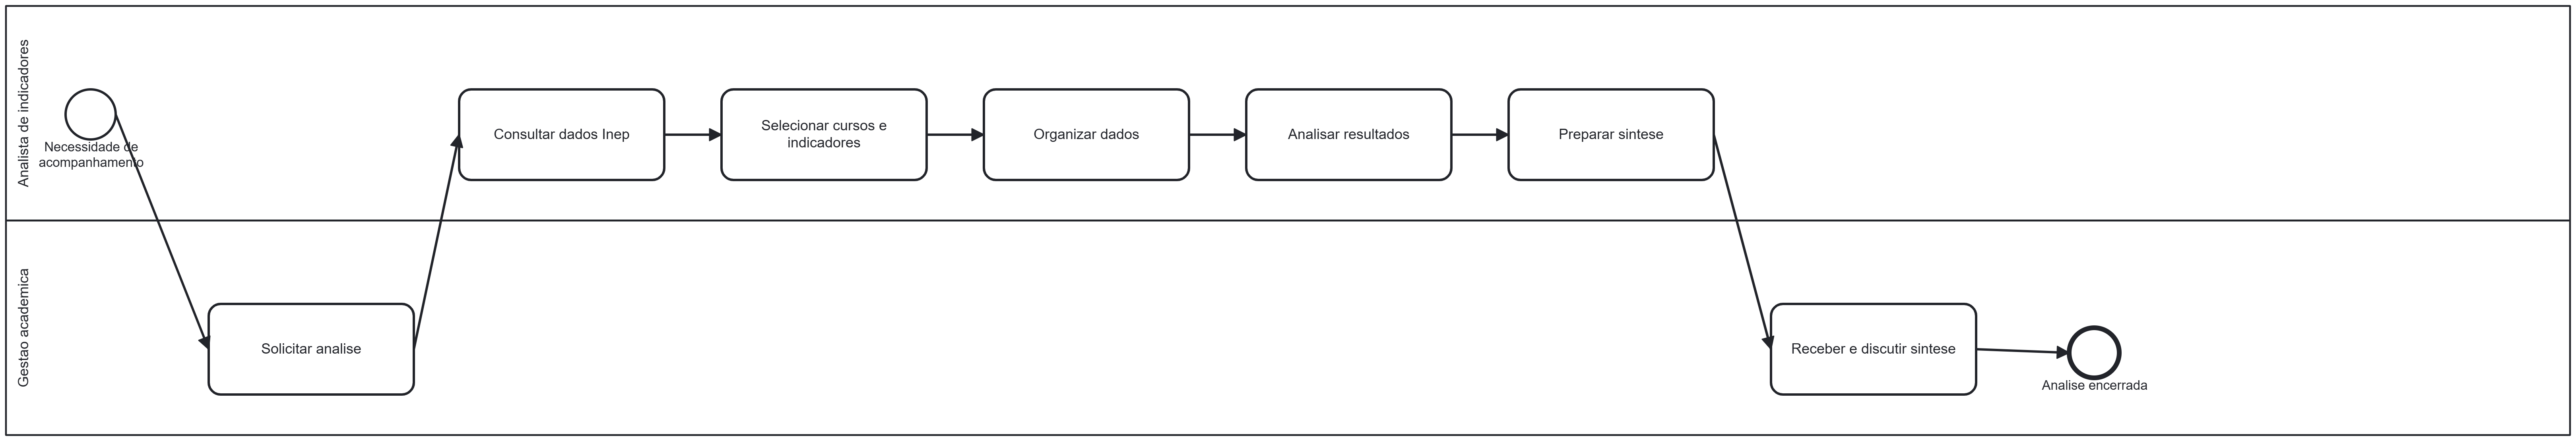 Analista de indicadores
Necessidade de
acompanhamento
Consultar dados Inep
Selecionar cursos e
indicadores
Organizar dados
Analisar resultados
Preparar sintese
Gestao academica
Solicitar analise
Receber e discutir sintese
Analise encerrada